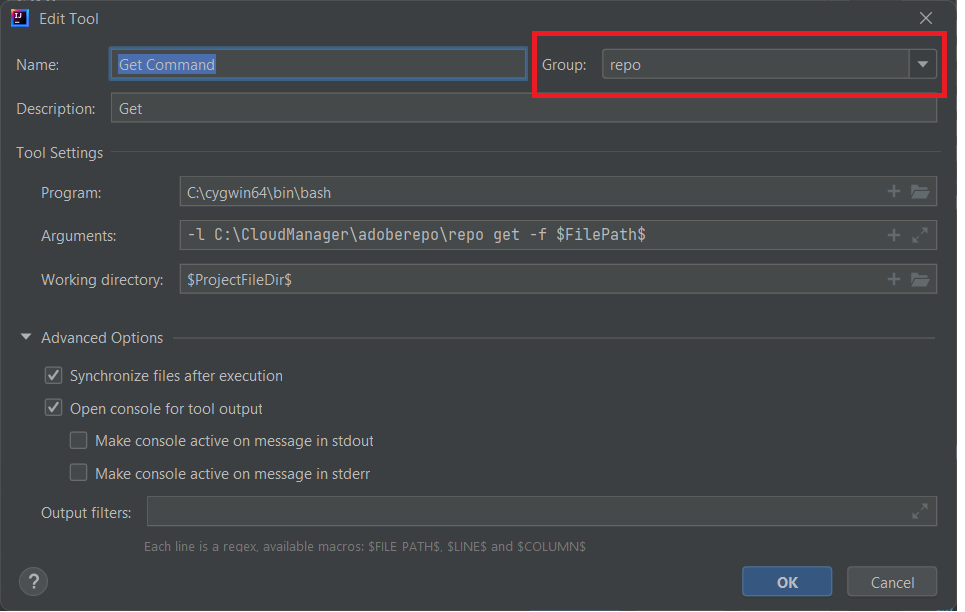 Edit Tool
Name: Get Command Group: repo
Description: Get
Tool Settings
Program: C:\cygwin64\bin\bash
Arguments: -l C:\CloudManager\adoberepo\repo get -f $FilePath$
Working directory: $ProjectFileDir$
Advanced Options
Synchronize files after execution
Open console for tool output
Make console active on message in stdout
Make console active on message in stderr
Output filters:
Each line is a regex, available macros: $FILE_PATH$, $LINE$ and $COLUMN$
? OK Cancel